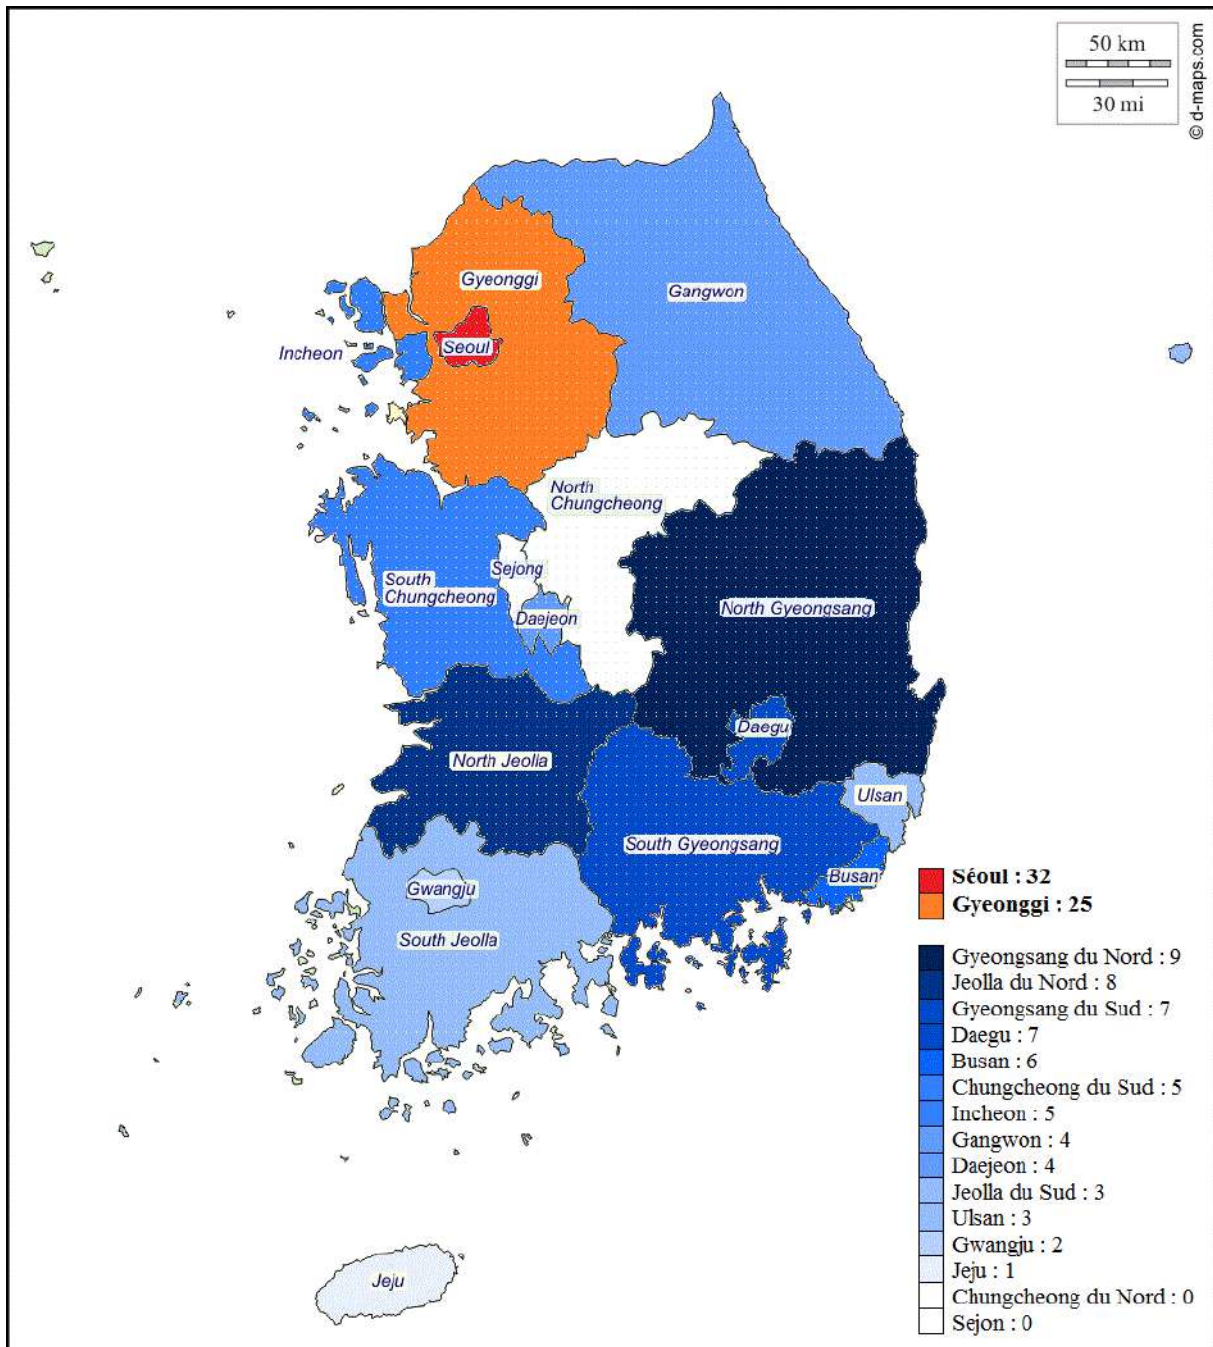 50 km
30 mi
© d-maps.com
Gyeonggi
Gangwon
Incheon
Seoul
North
Chungcheong
Sejong
South
Chungcheong
Daejeon
North Gyeongsang
Daegu
North Jeolla
Ulsan
South Gyeongsang
Busan
Gwangju
South Jeolla
Jeju
Séoul : 32
Gyeonggi : 25
Gyeongsang du Nord : 9
Jeolla du Nord : 8
Gyeongsang du Sud : 7
Daegu : 7
Busan : 6
Chungcheong du Sud : 5
Incheon : 5
Gangwon : 4
Daejeon : 4
Jeolla du Sud : 3
Ulsan : 3
Gwangju : 2
Jeju : 1
Chungcheong du Nord : 0
Sejon : 0